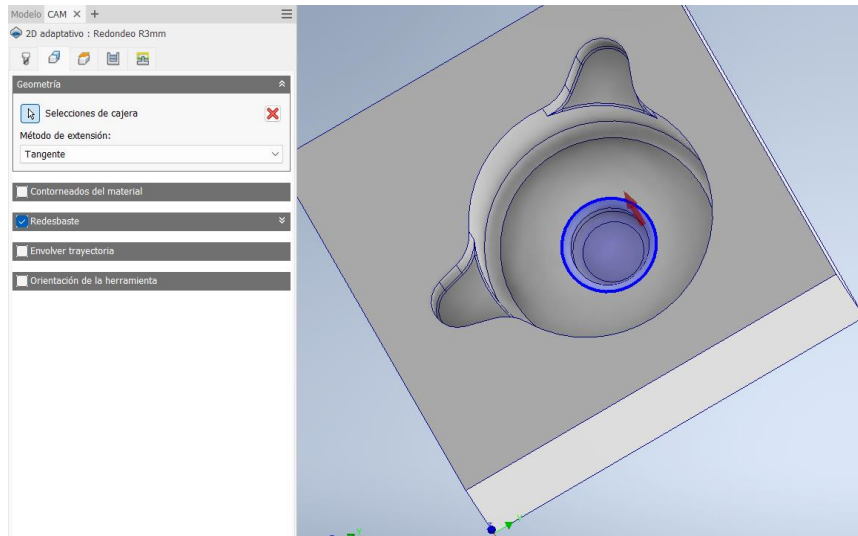 Modelo CAM × +
2D adaptativo : Redondeo R3mm
Geometría
Selecciones de cajera
Método de extensión:
Tangente
Contorneados del material
Redesbaste
Envolver trayectoria
Orientación de la herramienta
Y
Y